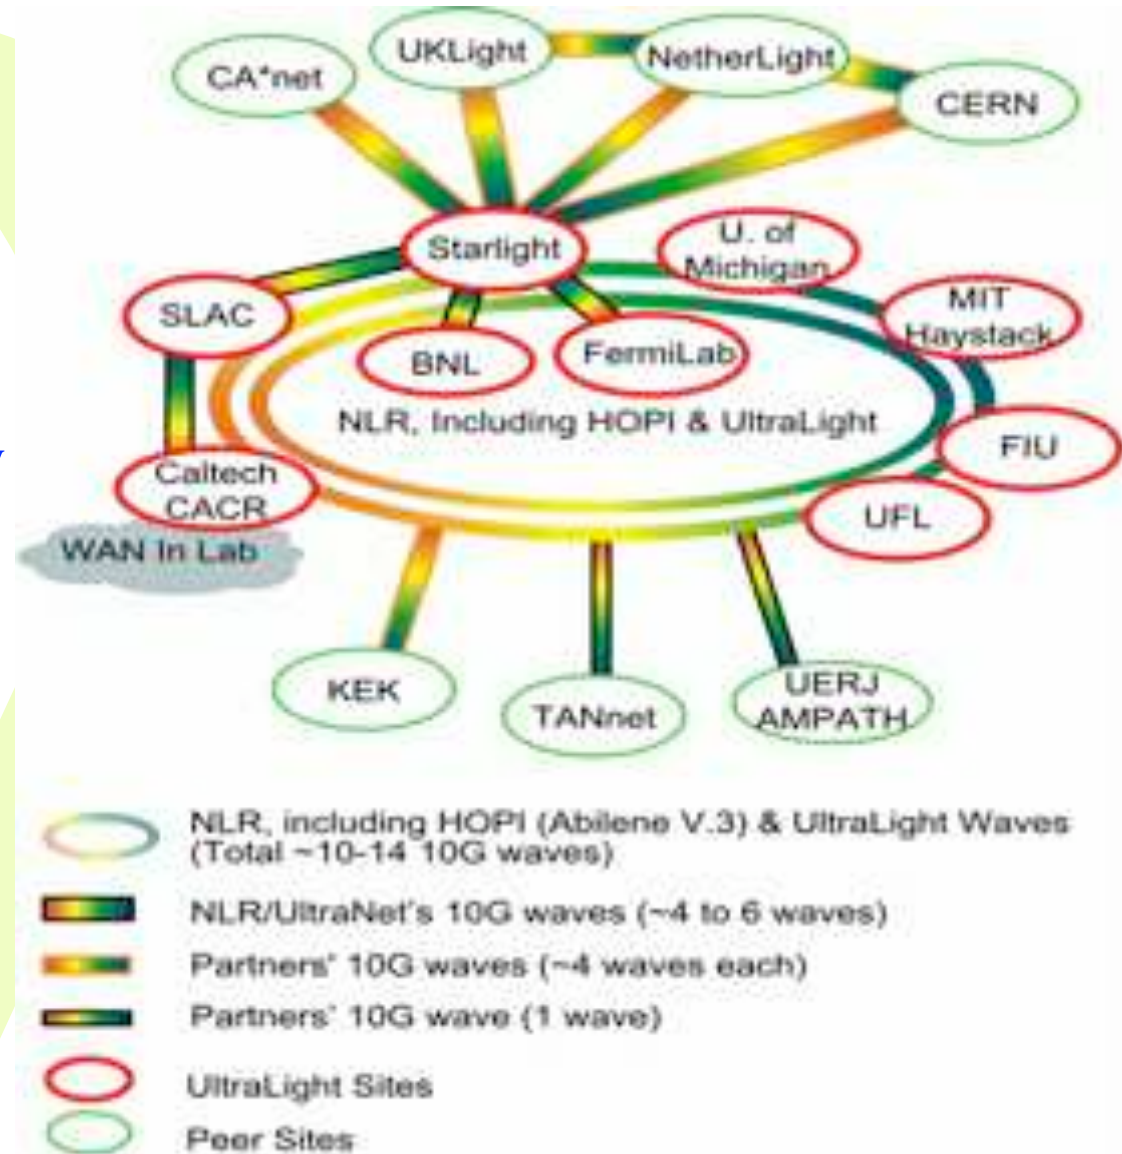 UKLight
NetherLight
CA*net
CERN
Starlight
U. of
Michigan
SLAC
MIT
Haystack
BNL
FermiLab
NLR, Including HOPI & UltraLight
FIU
Caltech
CACR
UFL
WAN In Lab
KEK
TANnet
UERJ
AMPATH
NLR, including HOPI (Abilene V.3) & UltraLight Waves
(Total ~10-14 10G waves)
NLR/UltraNet's 10G waves (~4 to 6 waves)
Partners' 10G waves (~4 waves each)
Partners' 10G wave (1 wave)
UltraLight Sites
Peer Sites